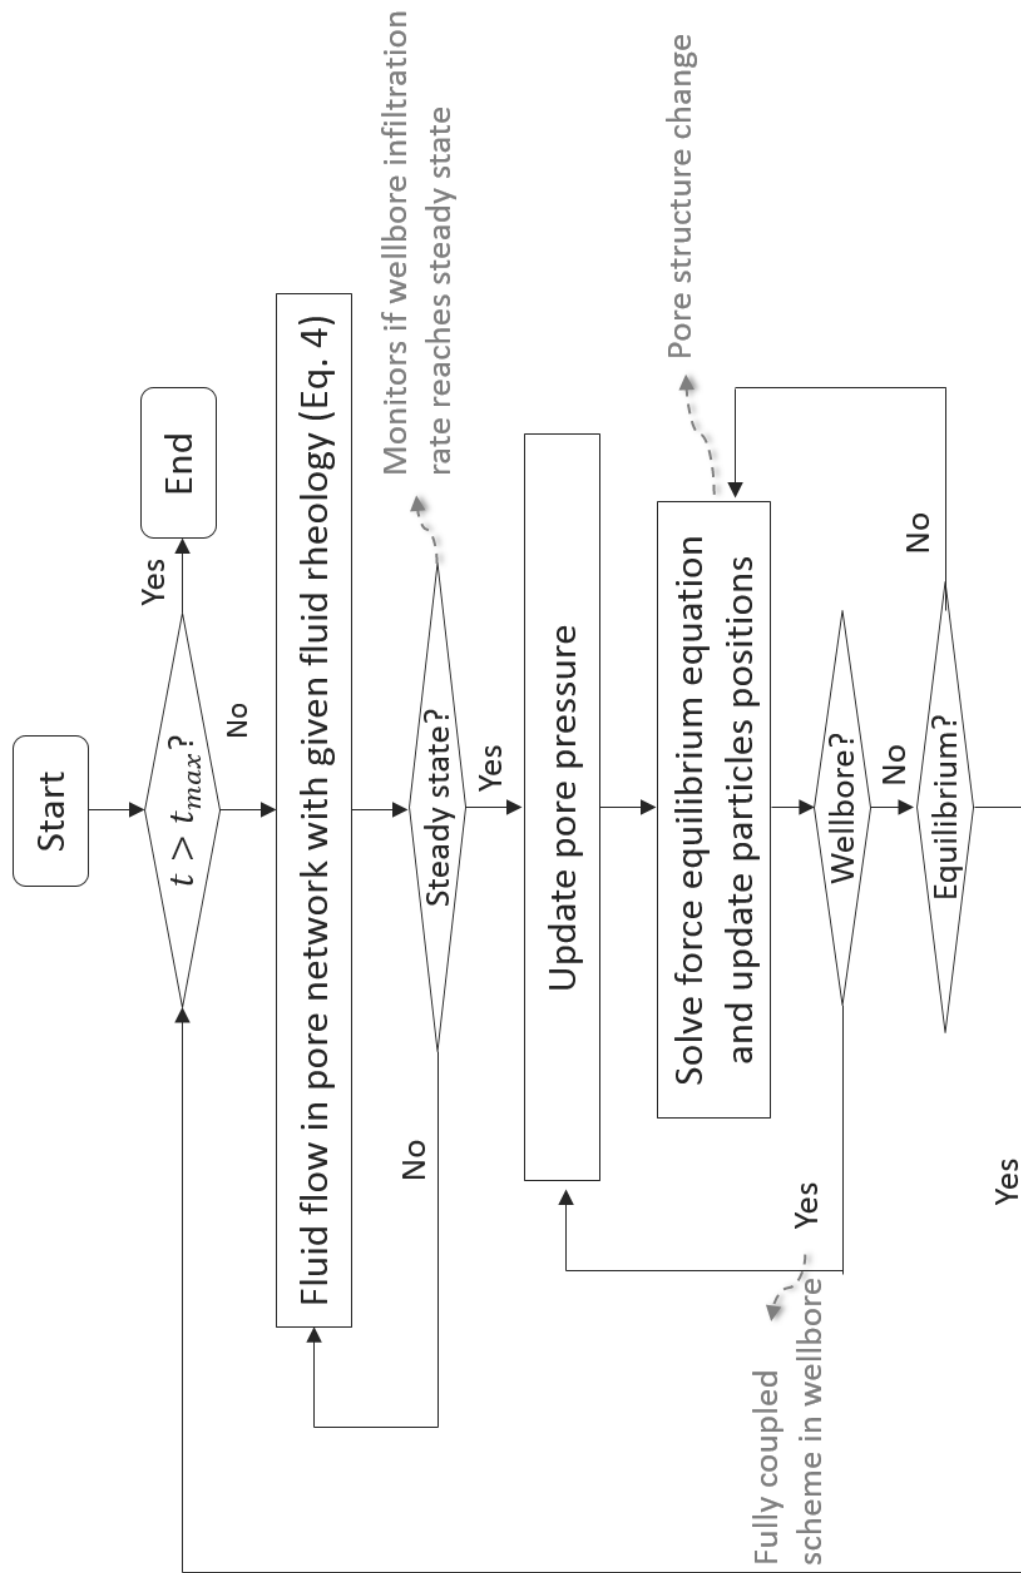 Start
t > t_max?
Yes
End
No
Fluid flow in pore network with given fluid rheology (Eq. 4)
Steady state?
Monitors if wellbore infiltration
rate reaches steady state
No
Yes
Update pore pressure
Solve force equilibrium equation
and update particles positions
Pore structure change
Wellbore?
Yes
Fully coupled
scheme in wellbore
No
Equilibrium?
No
Yes